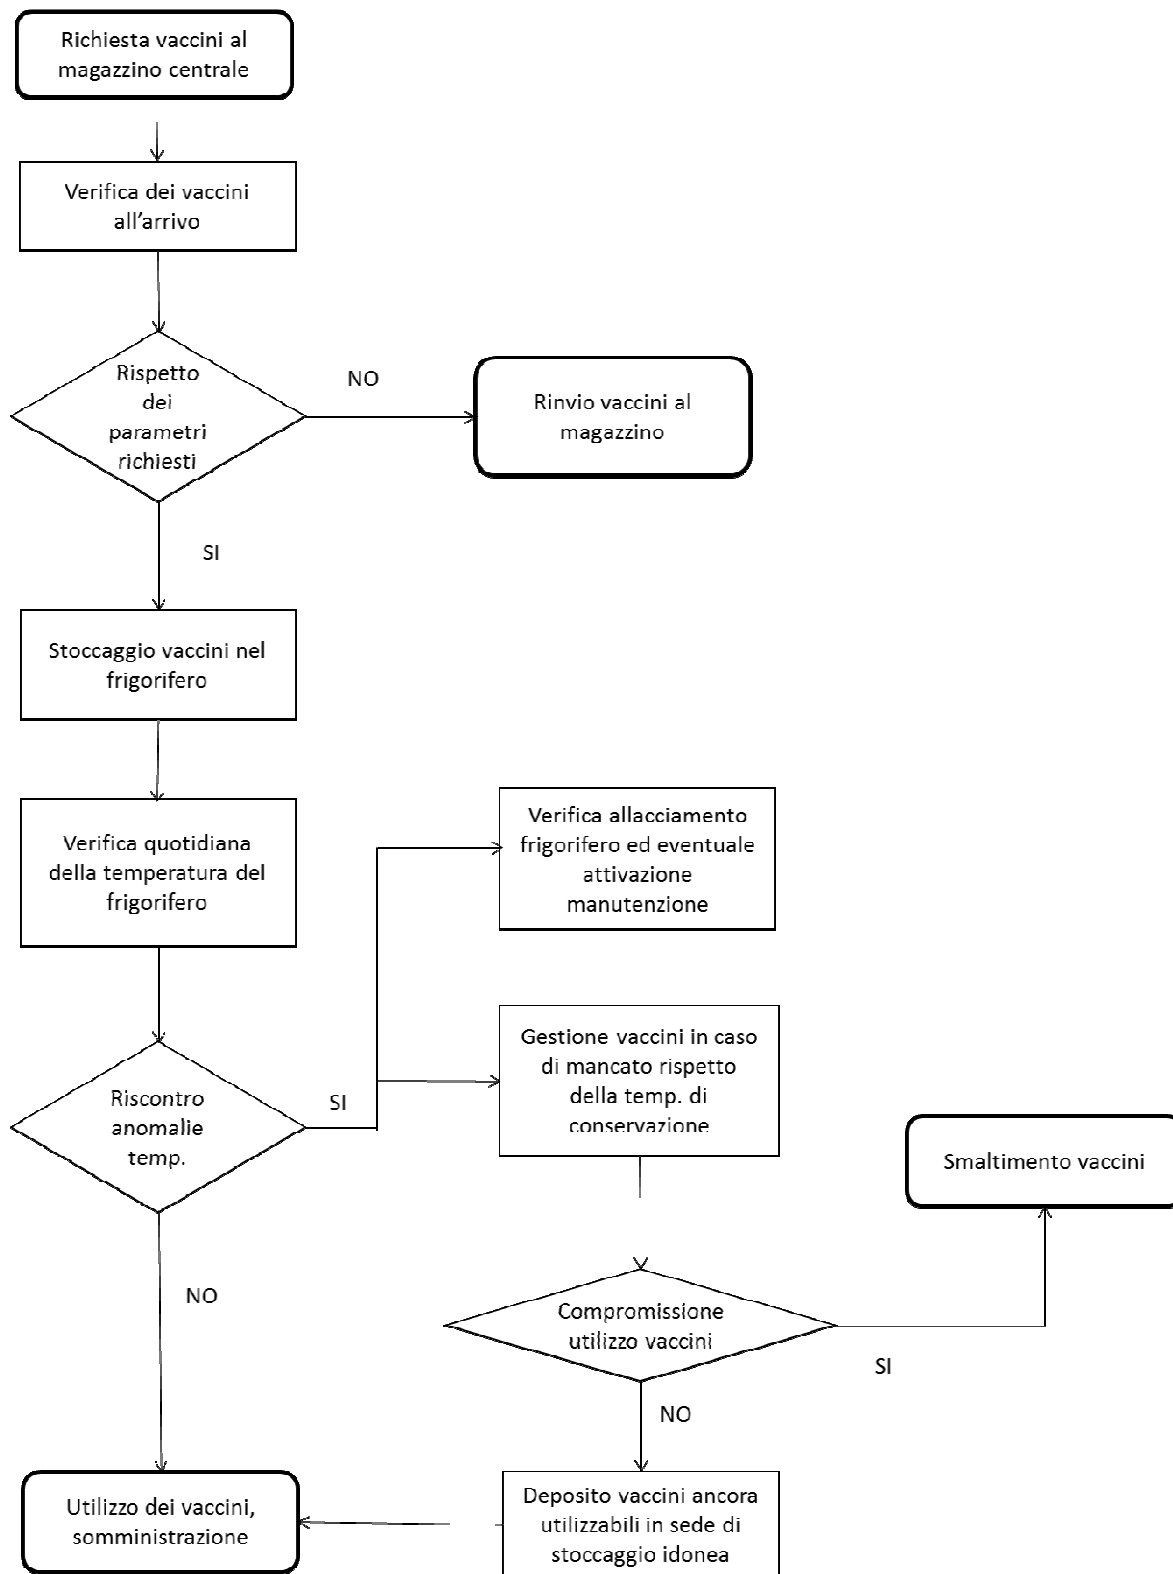 Richiesta vaccini al
magazzino centrale
Verifica dei vaccini
all'arrivo
Rispetto
dei
parametri
richiesti
NO
Rinvio vaccini al
magazzino
SI
Stoccaggio vaccini nel
frigorifero
Verifica quotidiana
della temperatura del
frigorifero
Verifica allacciamento
frigorifero ed eventuale
attivazione
manutenzione
Riscontro
anomalie
temp.
SI
Gestione vaccini in caso
di mancato rispetto
della temp. di
conservazione
Smaltimento vaccini
NO
Compromissione
utilizzo vaccini
SI
NO
Utilizzo dei vaccini,
somministrazione
Deposito vaccini ancora
utilizzabili in sede di
stoccaggio idonea